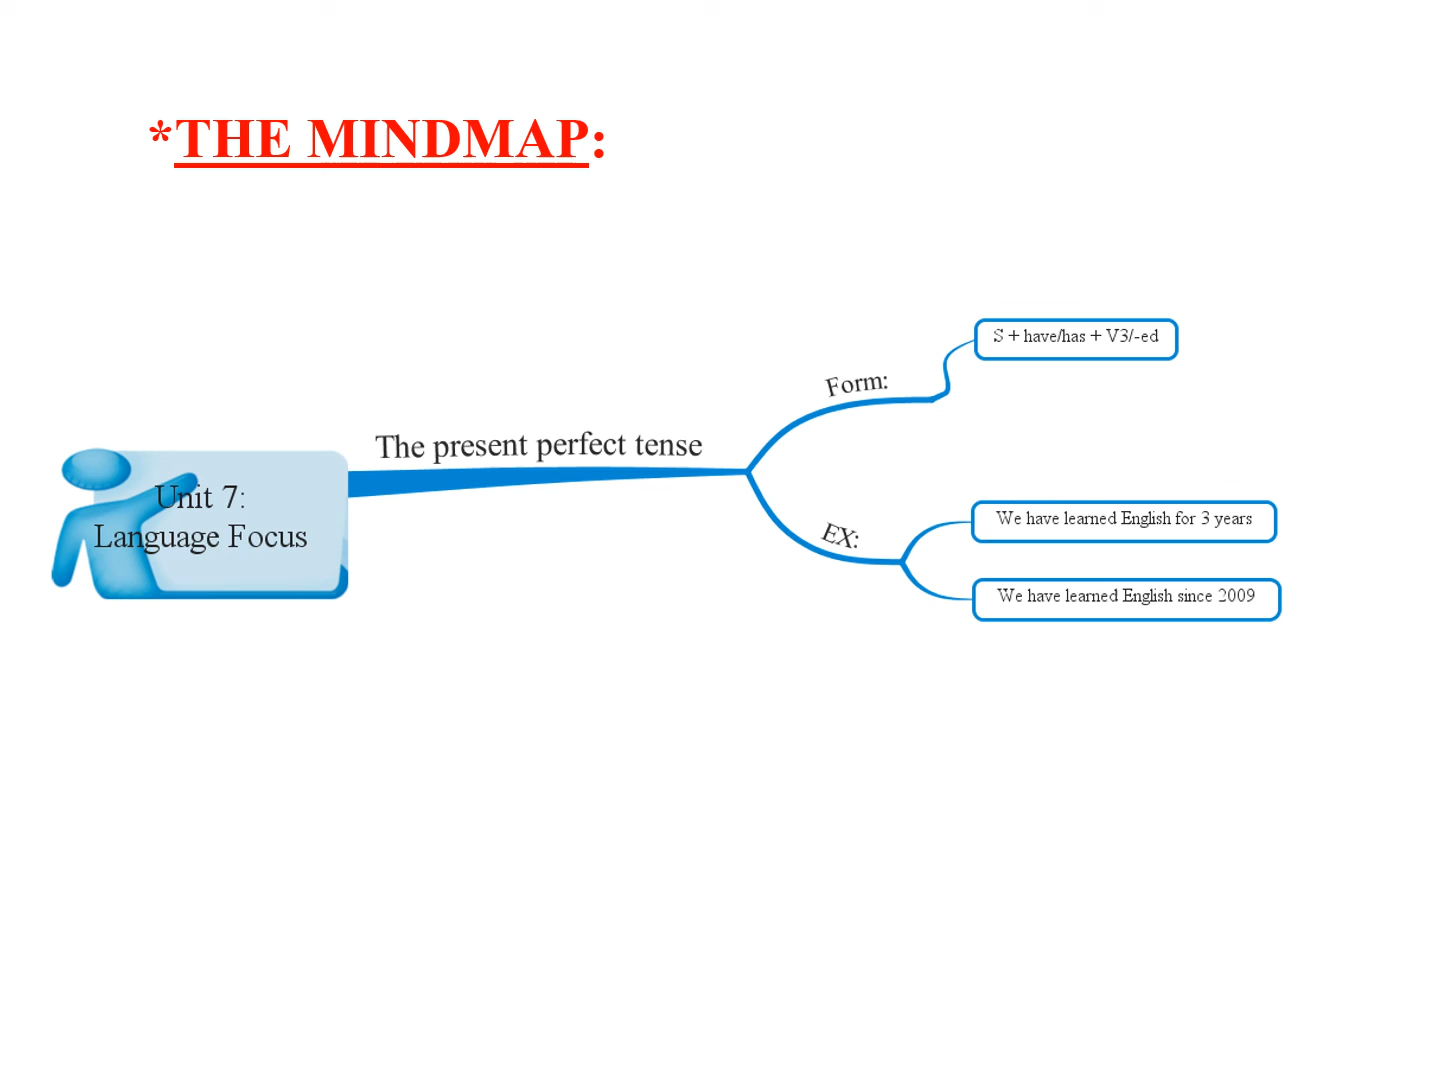 *THE MINDMAP:
Unit 7:
Language Focus
The present perfect tense
Form:
S + have/has + V3/-ed
EX:
We have learned English for 3 years
We have learned English since 2009